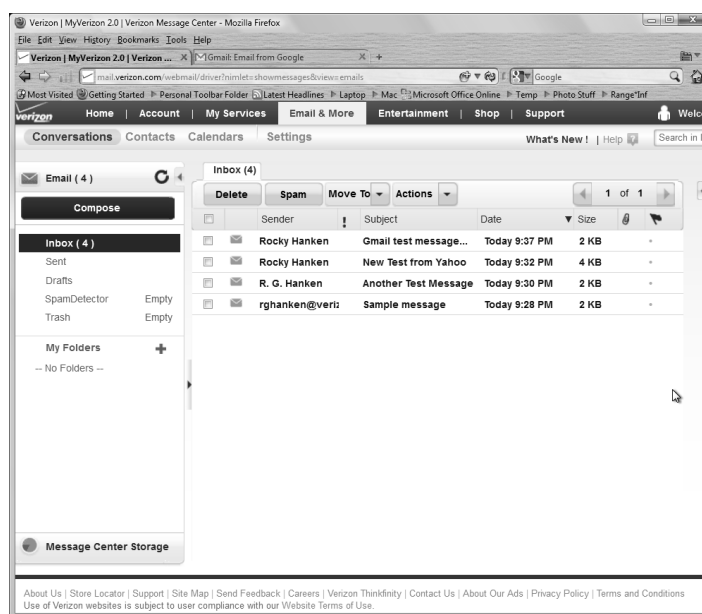 Verizon | MyVerizon 2.0 | Verizon Message Center - Mozilla Firefox
File Edit View History Bookmarks Tools Help
Verizon | MyVerizon 2.0 | Verizon ... × Gmail: Email from Google × +
mail.verizon.com/webmail/driver?nimlet=showmessages&view=emails Google
Most Visited Getting Started Personal Toolbar Folder Latest Headlines Laptop Mac Microsoft Office Online Temp Photo Stuff Range*Inf
verizon Home | Account | My Services Email & More Entertainment | Shop | Support Welco
Conversations Contacts Calendars Settings What's New ! | Help ? Search in
Email ( 4 ) Inbox (4)
Compose
Delete Spam Move To Actions 1 of 1
Sender ! Subject Date ▼ Size
Inbox ( 4 )
Sent
Drafts
SpamDetector Empty
Trash Empty
My Folders +
-- No Folders --
Rocky Hanken Gmail test message... Today 9:37 PM 2 KB
Rocky Hanken New Test from Yahoo Today 9:32 PM 4 KB
R. G. Hanken Another Test Message Today 9:30 PM 2 KB
rghanken@veriz Sample message Today 9:28 PM 2 KB
Message Center Storage
About Us | Store Locator | Support | Site Map | Send Feedback | Careers | Verizon Thinkfinity | Contact Us | About Our Ads | Privacy Policy | Terms and Conditions
Use of Verizon websites is subject to user compliance with our Website Terms of Use.